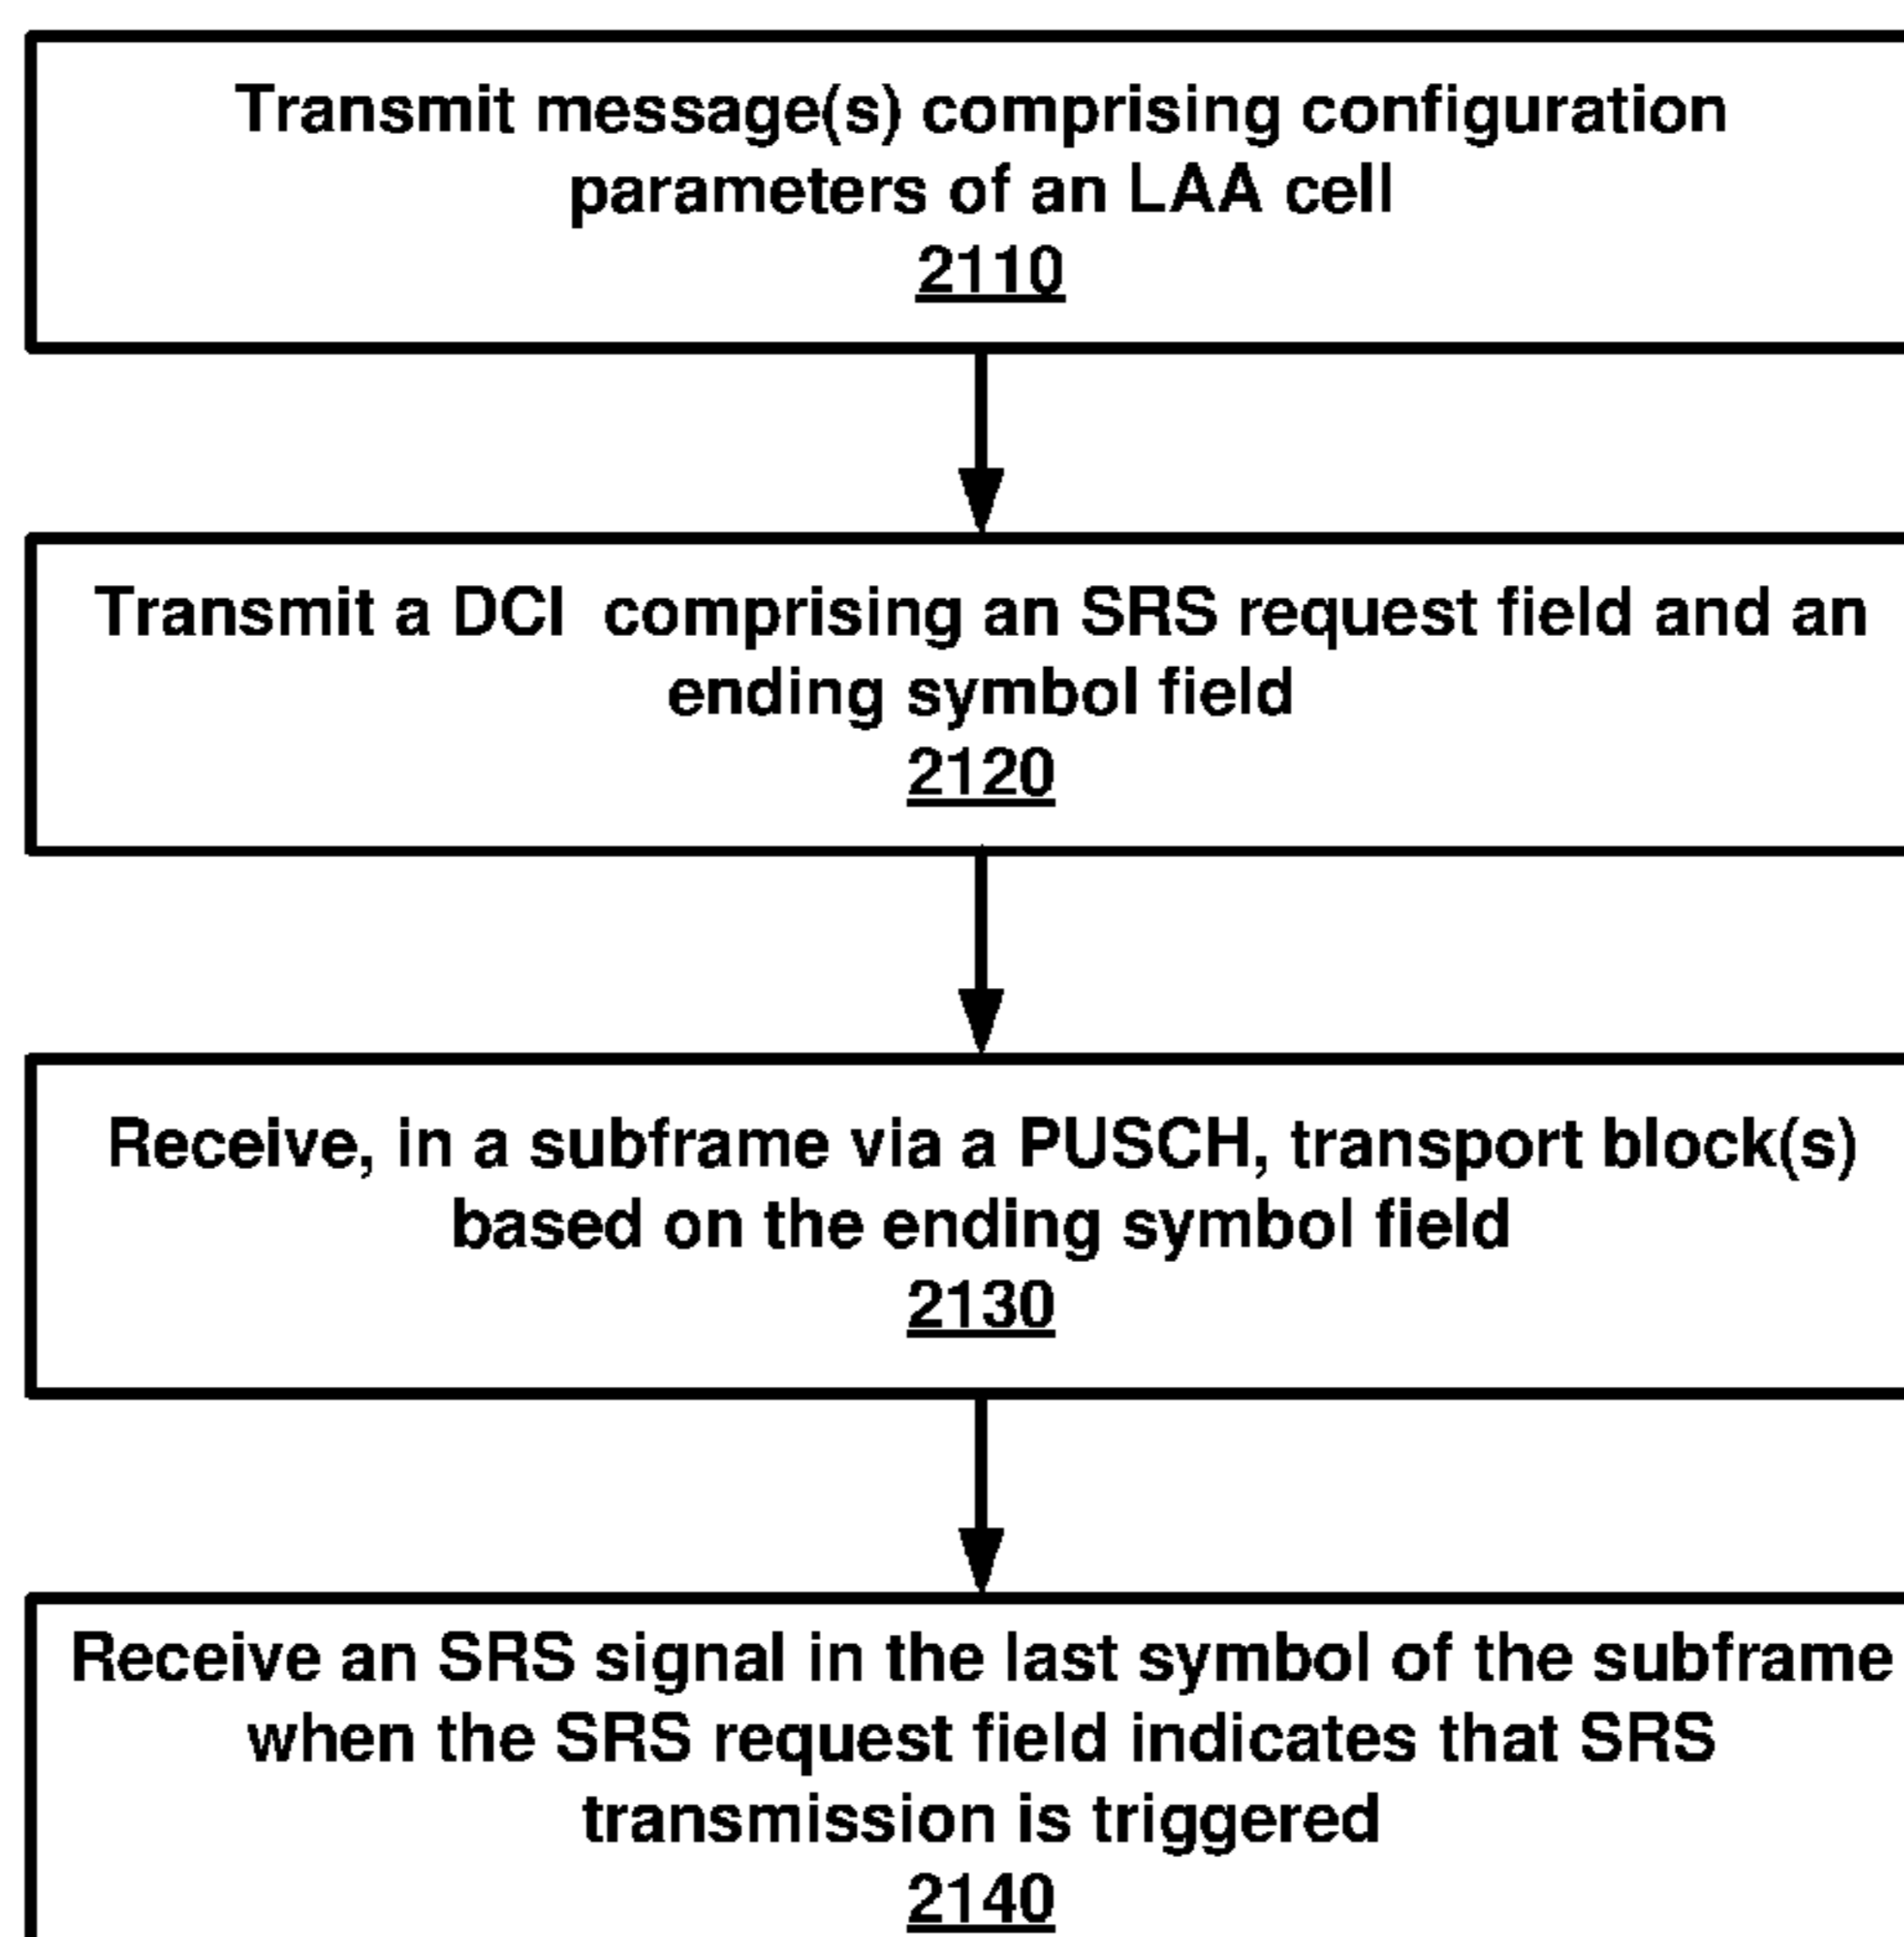 Transmit message(s) comprising configuration
parameters of an LAA cell
2110
Transmit a DCI comprising an SRS request field and an
ending symbol field
2120
Receive, in a subframe via a PUSCH, transport block(s)
based on the ending symbol field
2130
Receive an SRS signal in the last symbol of the subframe
when the SRS request field indicates that SRS
transmission is triggered
2140